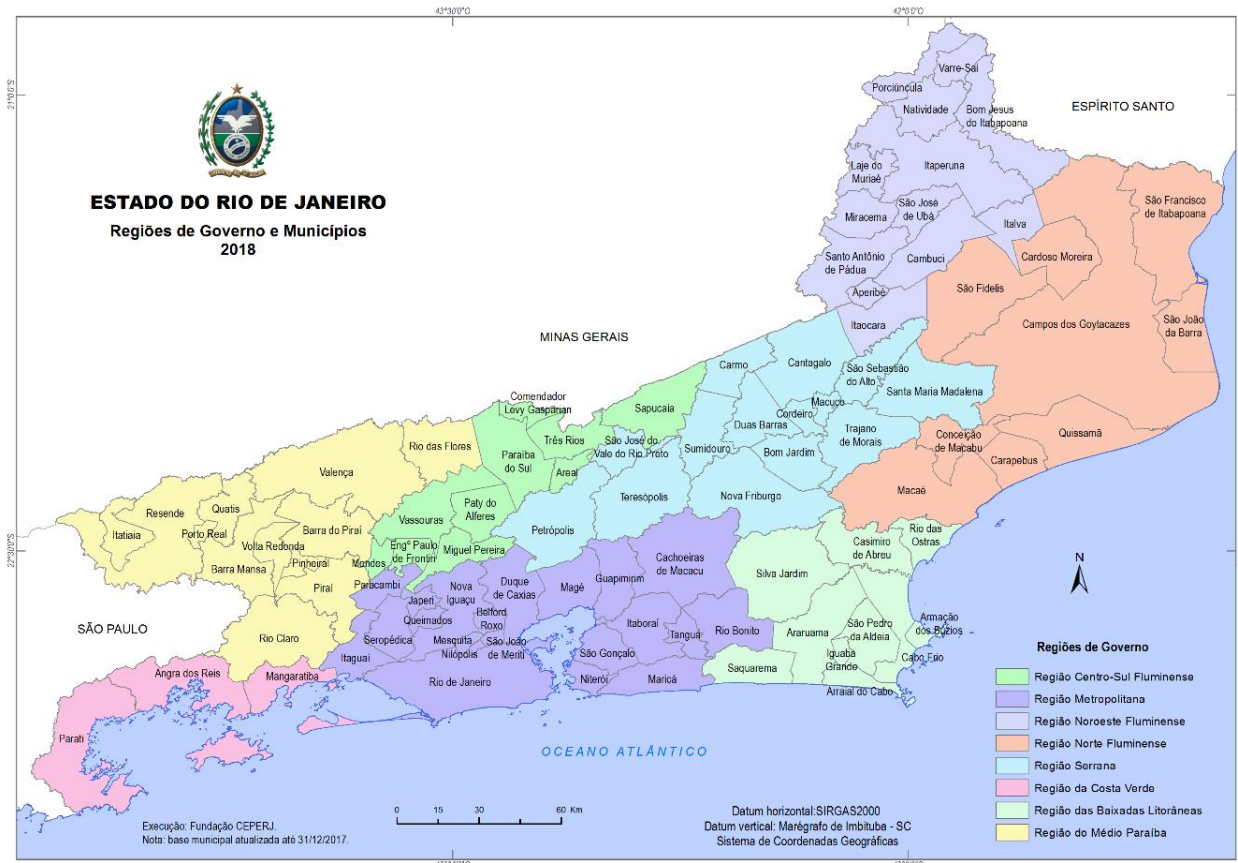 43°30'0"O
42°0'0"O
21°0'0"S
22°30'0"S
ESTADO DO RIO DE JANEIRO
Regiões de Governo e Municípios
2018
ESPÍRITO SANTO
MINAS GERAIS
SÃO PAULO
OCEANO ATLÂNTICO
Varre-Sai
Porciúncula
Natividade
Bom Jesus
do Itabapoana
Laje do
Muriaé
Itaperuna
Miracema
São José
de Ubá
Italva
Santo Antônio
de Pádua
Cambuci
Aperibé
Itaocara
São Francisco
de Itabapoana
Cardoso Moreira
São Fidelis
Campos dos Goytacazes
São João
da Barra
Quissamã
Conceição
de Macabu
Carapebus
Macaé
Carmo
Cantagalo
São Sebastião
do Alto
Santa Maria Madalena
Macuco
Cordeiro
Duas Barras
Trajano
de Morais
Sumidouro
Bom Jardim
Nova Friburgo
Teresópolis
Petrópolis
São José do
Vale do Rio Preto
Comendador
Levy Gasparian
Sapucaia
Três Rios
Paraíba
do Sul
Areal
Paty do
Alferes
Vassouras
Engº Paulo
de Frontin
Miguel Pereira
Mendes
Rio das Flores
Valença
Resende
Itatiaia
Quatis
Porto Real
Barra do Piraí
Volta Redonda
Barra Mansa
Pinheiral
Piraí
Rio Claro
Paracambi
Japeri
Nova
Iguaçu
Duque
de Caxias
Magé
Guapimirim
Cachoeiras
de Macacu
Queimados
Belford
Roxo
Seropédica
Mesquita
Nilópolis
São João
de Meriti
Itaguaí
Rio de Janeiro
São Gonçalo
Niterói
Itaboraí
Tanguá
Rio Bonito
Maricá
Silva Jardim
Casimiro
de Abreu
Rio das
Ostras
Araruama
São Pedro
da Aldeia
Iguaba
Grande
Armação
dos Búzios
Cabo Frio
Saquarema
Arraial do Cabo
Angra dos Reis
Mangaratiba
Parati
N
Regiões de Governo
Região Centro-Sul Fluminense
Região Metropolitana
Região Noroeste Fluminense
Região Norte Fluminense
Região Serrana
Região da Costa Verde
Região das Baixadas Litorâneas
Região do Médio Paraíba
0 15 30 60 Km
Execução: Fundação CEPERJ.
Nota: base municipal atualizada até 31/12/2017.
Datum horizontal:SIRGAS2000
Datum vertical: Marégrafo de Imbituba - SC
Sistema de Coordenadas Geográficas